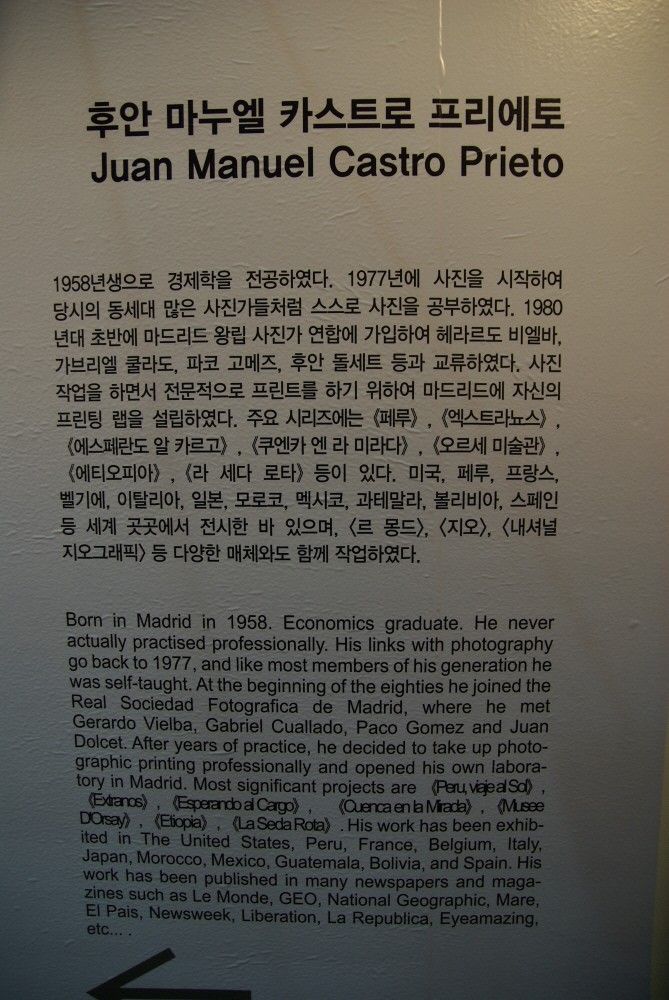 후안 마누엘 카스트로 프리에토
Juan Manuel Castro Prieto
1958년생으로 경제학을 전공하였다. 1977년에 사진을 시작하여
당시의 동세대 많은 사진가들처럼 스스로 사진을 공부하였다. 1980
년대 초반에 마드리드 왕립 사진가 연합에 가입하여 헤라르도 비엘바,
가브리엘 쿨라도, 파코 고메즈, 후안 돌세트 등과 교류하였다. 사진
작업을 하면서 전문적으로 프린트를 하기 위하여 마드리드에 자신의
프린팅 랩을 설립하였다. 주요 시리즈에는 《페루》, 《엑스트라뇨스》,
《에스페란도 알 카르고》, 《쿠엔카 엔 라 미라다》, 《오르세 미술관》,
《에티오피아》, 《라 세다 로타》 등이 있다. 미국, 페루, 프랑스,
벨기에, 이탈리아, 일본, 모로코, 멕시코, 과테말라, 볼리비아, 스페인
등 세계 곳곳에서 전시한 바 있으며, 〈르 몽드〉, 〈지오〉, 〈내셔널
지오그래픽〉 등 다양한 매체와도 함께 작업하였다.
Born in Madrid in 1958. Economics graduate. He never
actually practised professionally. His links with photography
go back to 1977, and like most members of his generation he
was self-taught. At the beginning of the eighties he joined the
Real Sociedad Fotografica de Madrid, where he met
Gerardo Vielba, Gabriel Cuallado, Paco Gomez and Juan
Dolcet. After years of practice, he decided to take up photo-
graphic printing professionally and opened his own labora-
tory in Madrid. Most significant projects are 《Peru, viaje al Sol》,
《Extranos》, 《Esperando al Cargo》, 《Cuenca en la Mirada》, 《Musee
D'Orsay》, 《Etiopia》, 《La Seda Rota》. His work has been exhib-
ited in The United States, Peru, France, Belgium, Italy,
Japan, Morocco, Mexico, Guatemala, Bolivia, and Spain. His
work has been published in many newspapers and maga-
zines such as Le Monde, GEO, National Geographic, Mare,
El Pais, Newsweek, Liberation, La Republica, Eyeamazing,
etc... .